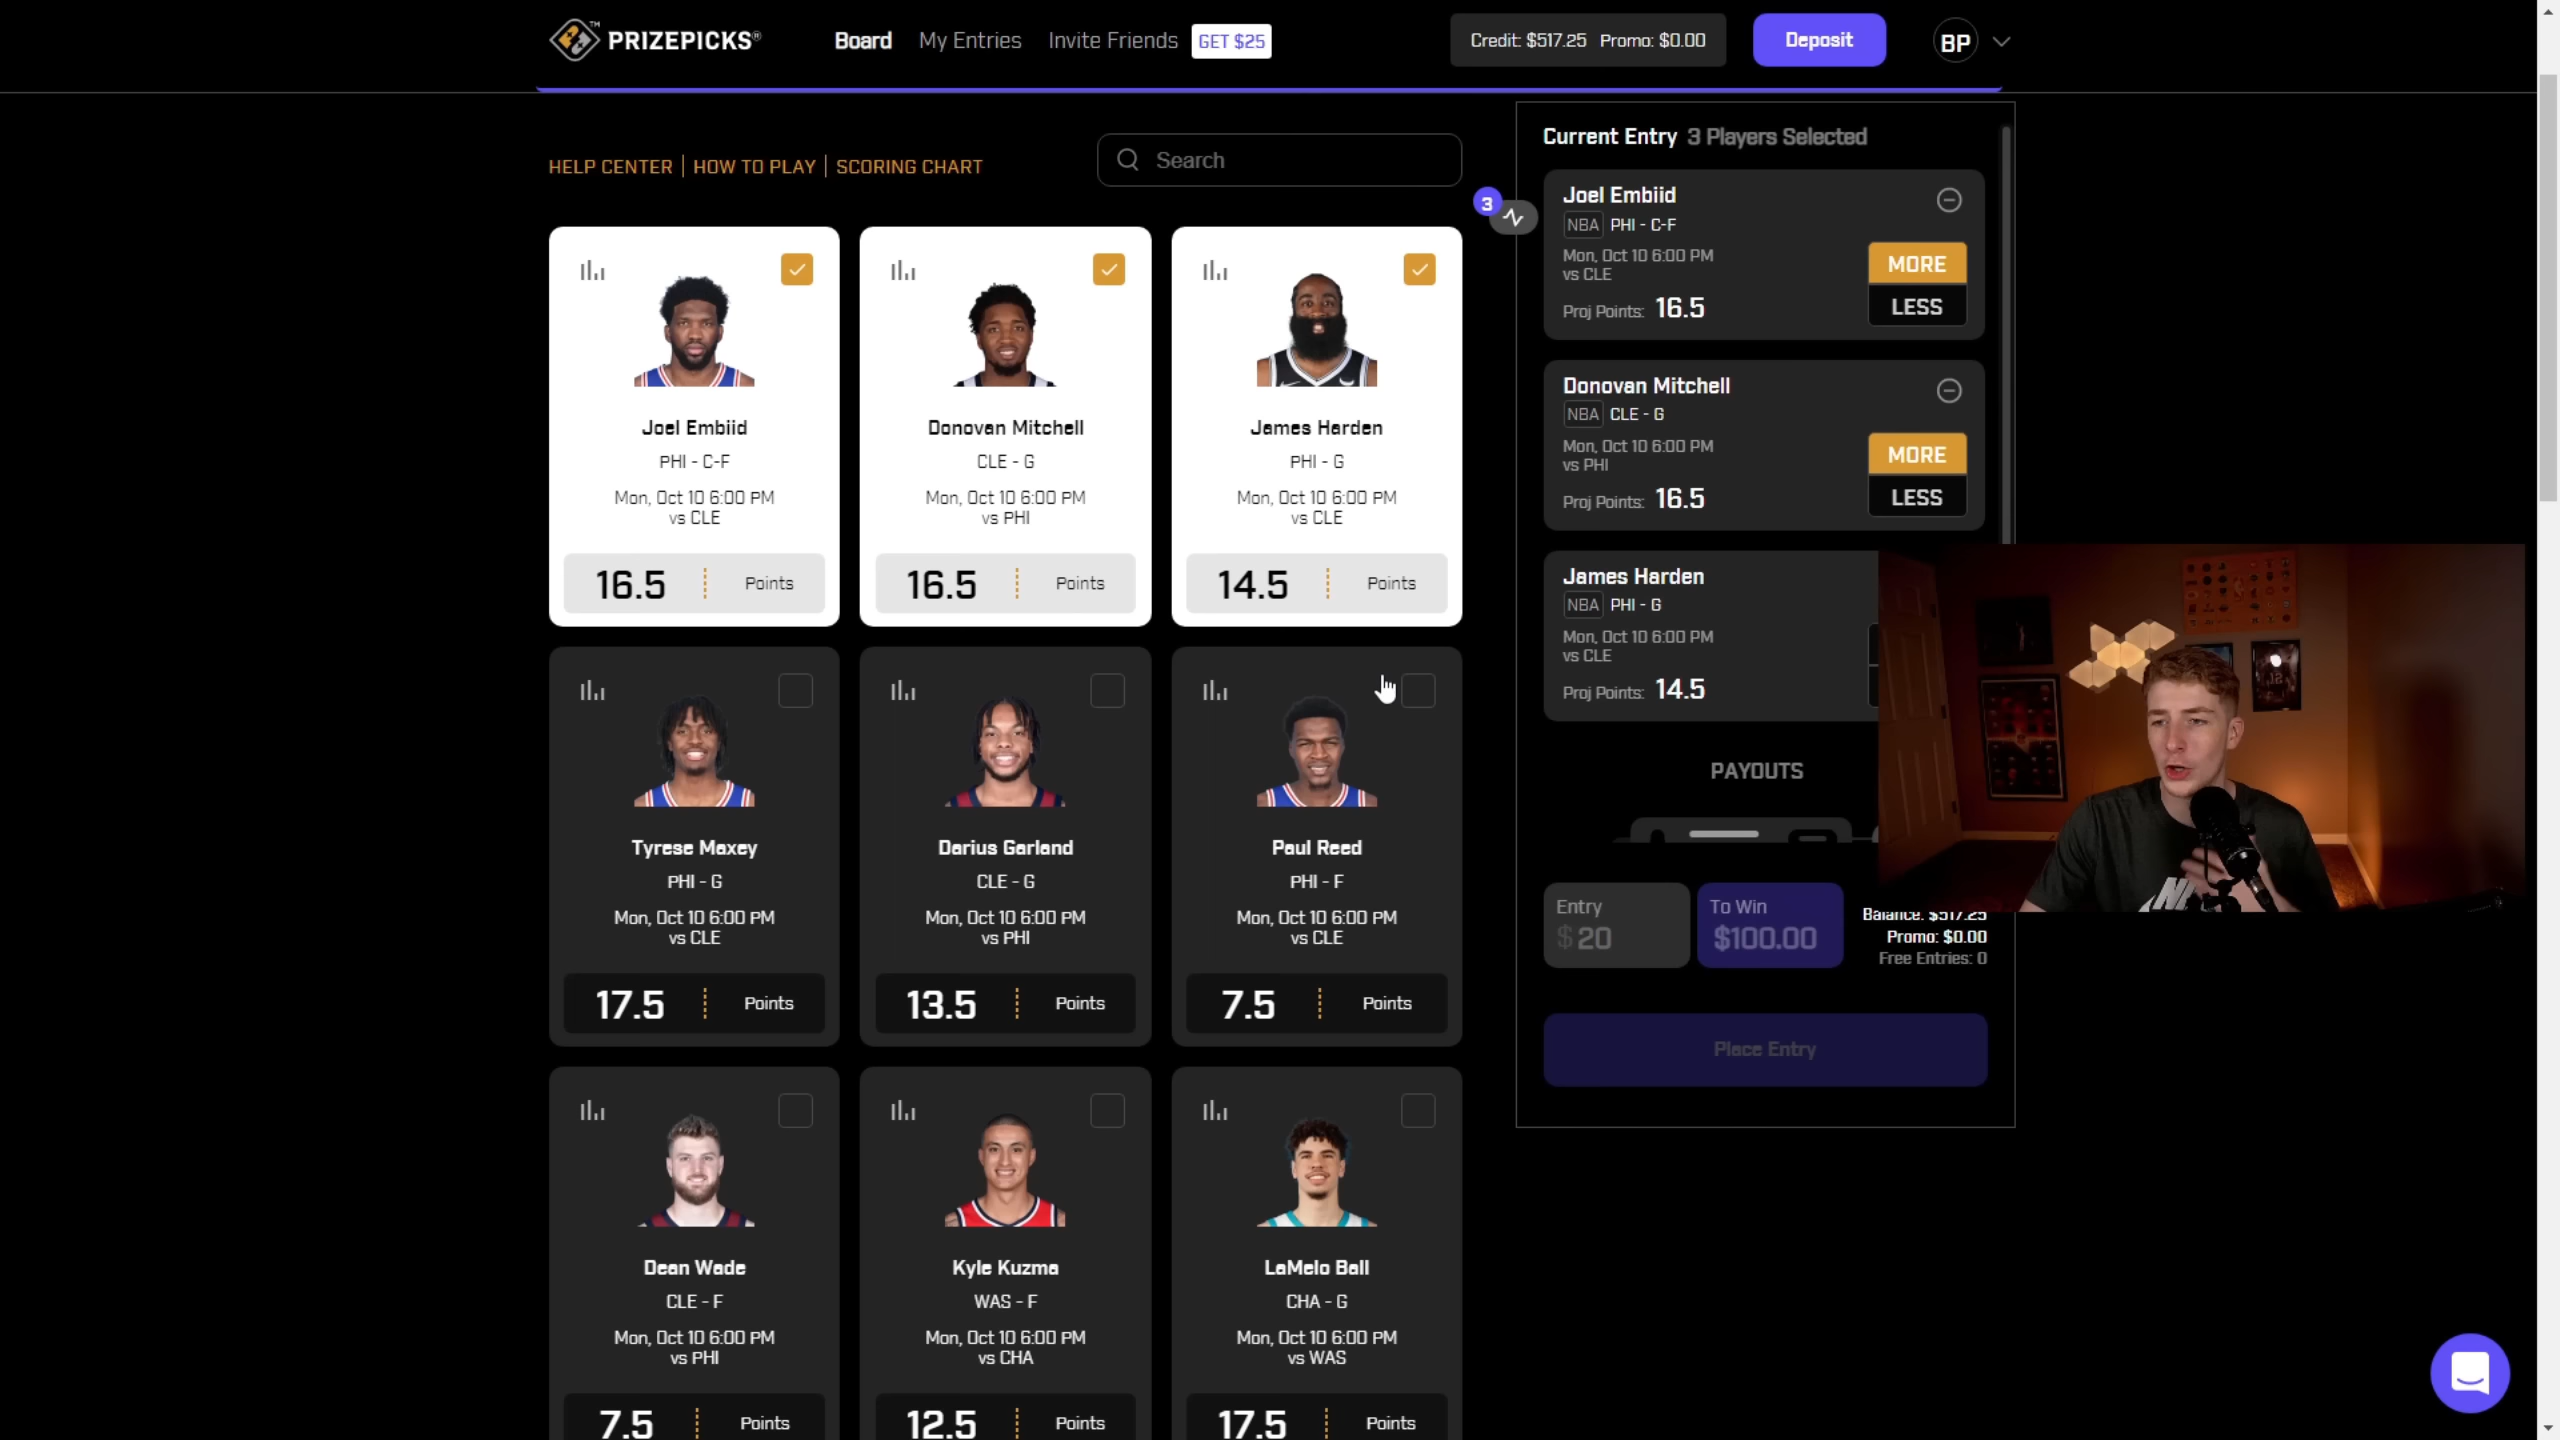 PRIZEPICKS®
Board
My Entries
Invite Friends
GET $25
Credit: $517.25 Promo: $0.00
Deposit
BP
HELP CENTER | HOW TO PLAY | SCORING CHART
Search
Joel Embiid
PHI - C-F
Mon, Oct 10 6:00 PM
vs CLE
16.5 Points
Donovan Mitchell
CLE - G
Mon, Oct 10 6:00 PM
vs PHI
16.5 Points
James Harden
PHI - G
Mon, Oct 10 6:00 PM
vs CLE
14.5 Points
Tyrese Maxey
PHI - G
Mon, Oct 10 6:00 PM
vs CLE
17.5 Points
Darius Garland
CLE - G
Mon, Oct 10 6:00 PM
vs PHI
13.5 Points
Paul Reed
PHI - F
Mon, Oct 10 6:00 PM
vs CLE
7.5 Points
Dean Wade
CLE - F
Mon, Oct 10 6:00 PM
vs PHI
7.5 Points
Kyle Kuzma
WAS - F
Mon, Oct 10 6:00 PM
vs CHA
12.5 Points
LaMelo Ball
CHA - G
Mon, Oct 10 6:00 PM
vs WAS
17.5 Points
3
Current Entry 3 Players Selected
Joel Embiid
NBA PHI - C-F
Mon, Oct 10 6:00 PM
vs CLE
Proj Points: 16.5
MORE
LESS
Donovan Mitchell
NBA CLE - G
Mon, Oct 10 6:00 PM
vs PHI
Proj Points: 16.5
MORE
LESS
James Harden
NBA PHI - G
Mon, Oct 10 6:00 PM
vs CLE
Proj Points: 14.5
PAYOUTS
Entry
$ 20
To Win
$100.00
Balance: $517.25
Promo: $0.00
Free Entries: 0
Place Entry